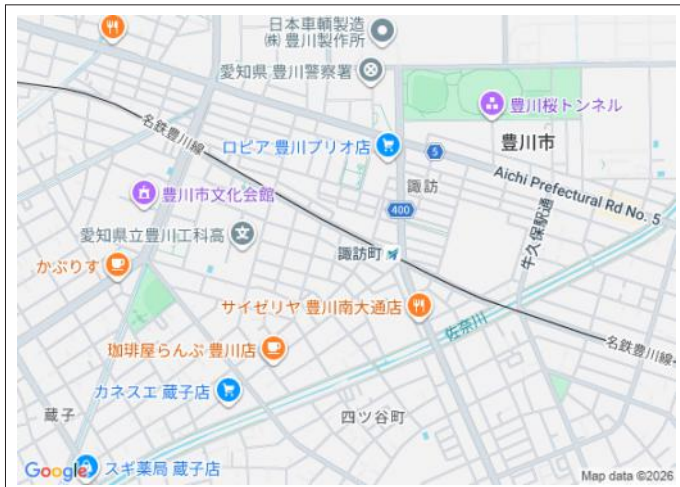 日本車輌製造
㈱ 豊川製作所
愛知県 豊川警察署
豊川桜トンネル
豊川市
名鉄豊川線
ロピア 豊川プリオ店
5
Aichi Prefectural Rd No. 5
諏訪
豊川市文化会館
400
牛久保駅通
愛知県立豊川工科高
諏訪町
かぶりす
サイゼリヤ 豊川南大通店
佐奈川
珈琲屋らんぷ 豊川店
名鉄豊川線
カネスエ 蔵子店
蔵子
四ツ谷町
スギ薬局 蔵子店
Google
Map data ©2026